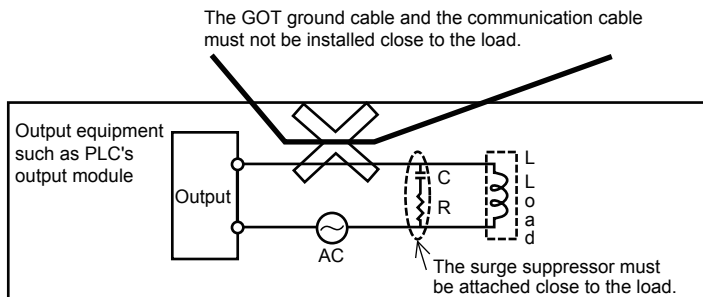 The GOT ground cable and the communication cable
must not be installed close to the load.
Output equipment
such as PLC's
output module
Output
C
R
L
Load
AC
The surge suppressor must
be attached close to the load.